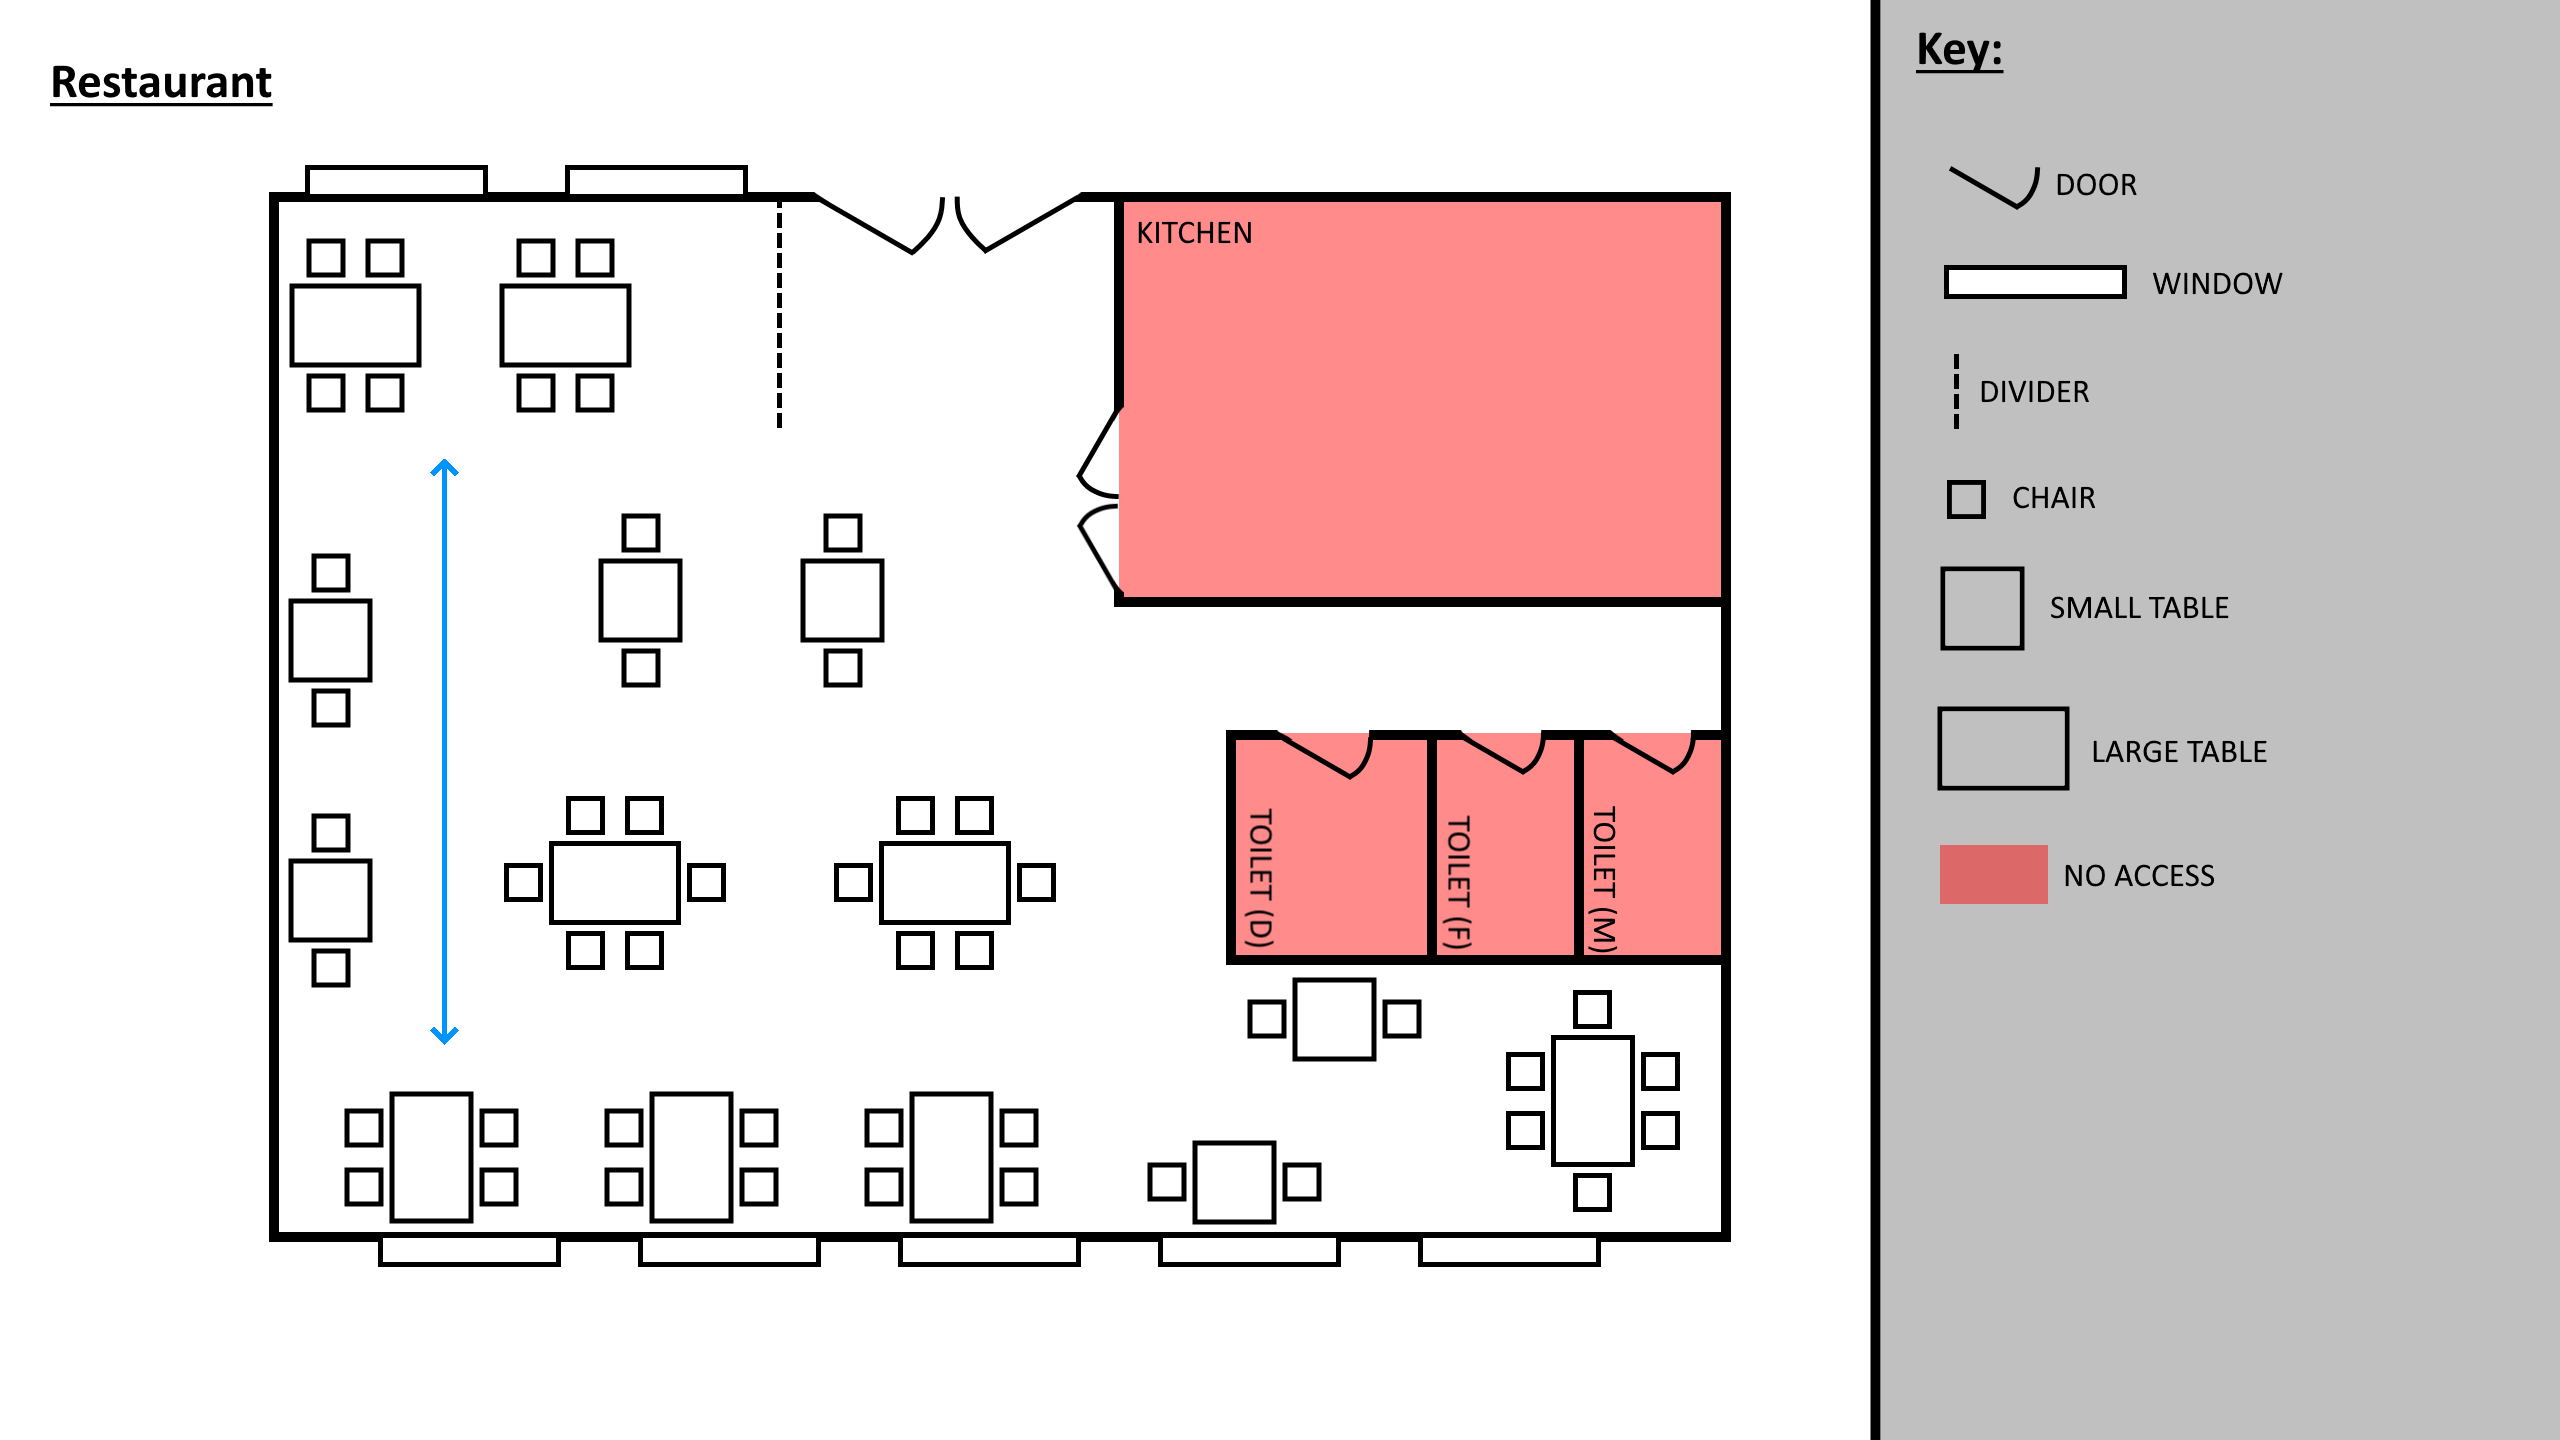 Restaurant
KITCHEN
TOILET (D)
TOILET (F)
TOILET (M)
Key:
DOOR
WINDOW
DIVIDER
CHAIR
SMALL TABLE
LARGE TABLE
NO ACCESS